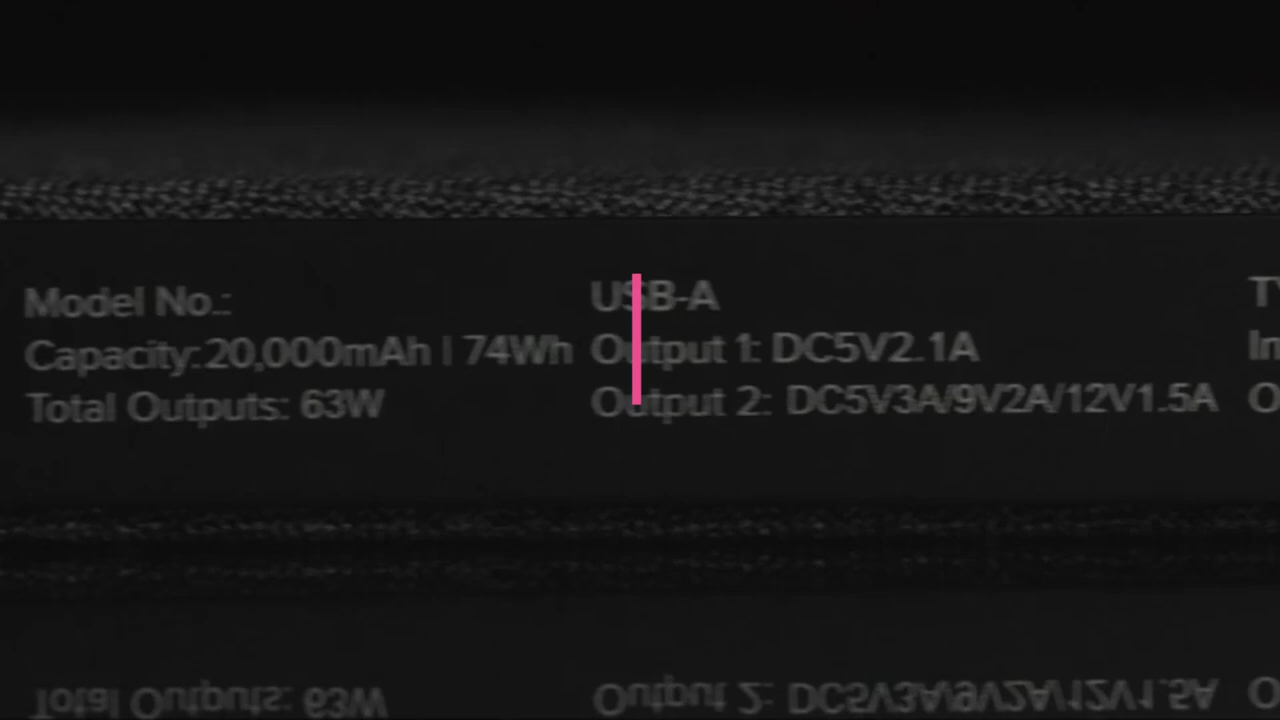 Model No.:
Capacity:20,000mAh | 74Wh
Total Outputs: 63W
USB-A
Output 1: DC5V2.1A
Output 2: DC5V3A/9V2A/12V1.5A